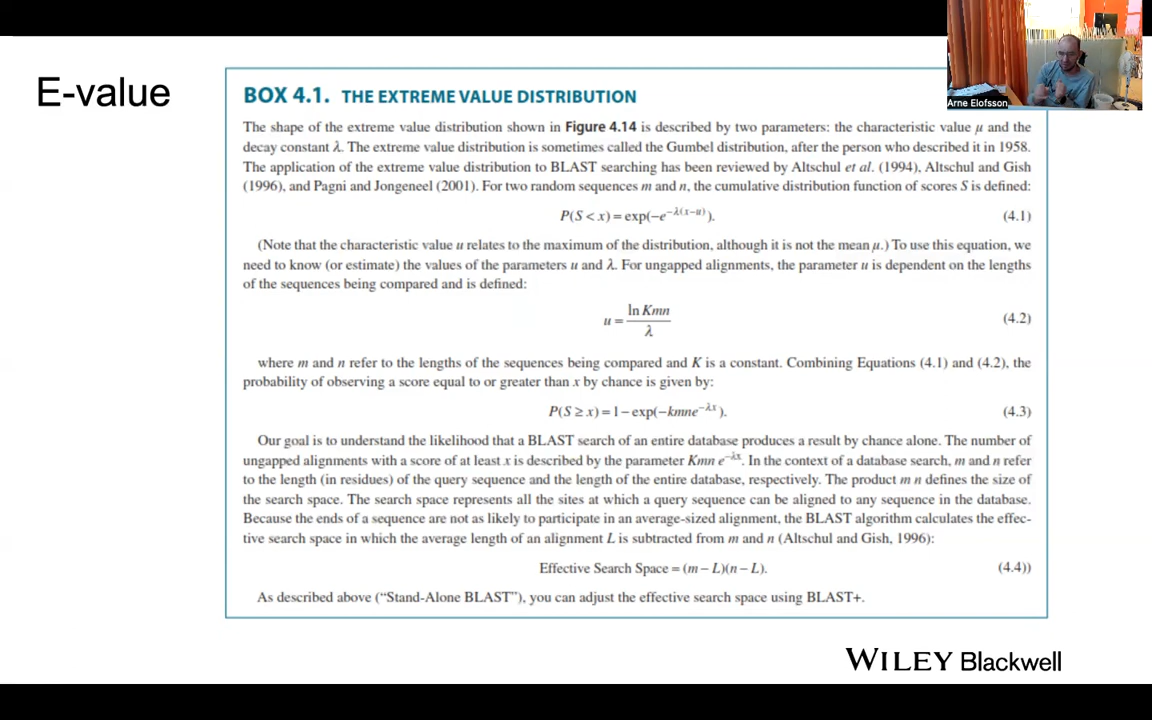 E-value
Arne Elofsson
BOX 4.1. THE EXTREME VALUE DISTRIBUTION
The shape of the extreme value distribution shown in Figure 4.14 is described by two parameters: the characteristic value μ and the
decay constant λ. The extreme value distribution is sometimes called the Gumbel distribution, after the person who described it in 1958.
The application of the extreme value distribution to BLAST searching has been reviewed by Altschul et al. (1994), Altschul and Gish
(1996), and Pagni and Jongeneel (2001). For two random sequences m and n, the cumulative distribution function of scores S is defined:
P(S < x) = exp(−e^−λ(x−u)). (4.1)
(Note that the characteristic value u relates to the maximum of the distribution, although it is not the mean μ.) To use this equation, we
need to know (or estimate) the values of the parameters u and λ. For ungapped alignments, the parameter u is dependent on the lengths
of the sequences being compared and is defined:
u = ln Kmn / λ (4.2)
where m and n refer to the lengths of the sequences being compared and K is a constant. Combining Equations (4.1) and (4.2), the
probability of observing a score equal to or greater than x by chance is given by:
P(S ≥ x) = 1 − exp(−kmne^−λx). (4.3)
Our goal is to understand the likelihood that a BLAST search of an entire database produces a result by chance alone. The number of
ungapped alignments with a score of at least x is described by the parameter Kmn e^−λx. In the context of a database search, m and n refer
to the length (in residues) of the query sequence and the length of the entire database, respectively. The product m n defines the size of
the search space. The search space represents all the sites at which a query sequence can be aligned to any sequence in the database.
Because the ends of a sequence are not as likely to participate in an average-sized alignment, the BLAST algorithm calculates the effec-
tive search space in which the average length of an alignment L is subtracted from m and n (Altschul and Gish, 1996):
Effective Search Space = (m − L)(n − L). (4.4))
As described above ("Stand-Alone BLAST"), you can adjust the effective search space using BLAST+.
WILEY Blackwell